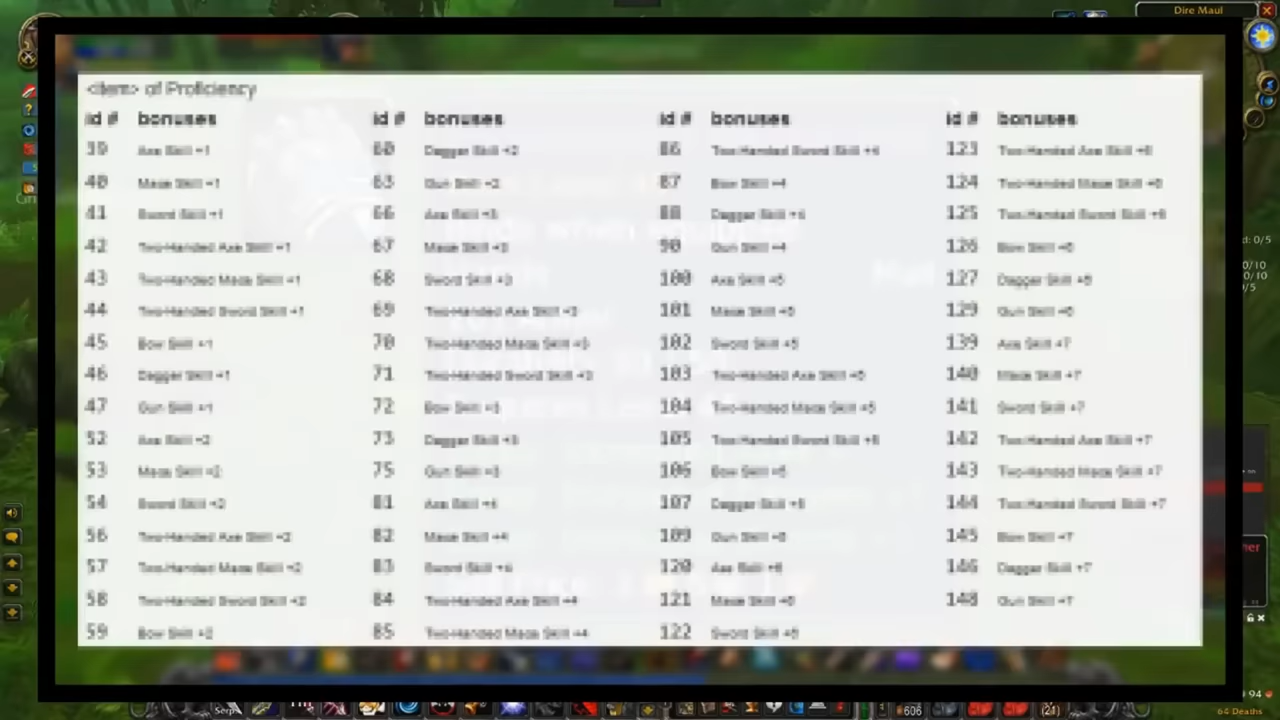 Dire Maul
<item> of Proficiency
id # bonuses id # bonuses id # bonuses id # bonuses
39 Axe Skill +1 60 Dagger Skill +2 86 Two-Handed Sword Skill +4 123 Two-Handed Axe Skill +6
40 Mace Skill +1 63 Gun Skill +2 87 Bow Skill +4 124 Two-Handed Mace Skill +6
41 Sword Skill +1 66 Axe Skill +3 88 Dagger Skill +4 125 Two-Handed Sword Skill +6
42 Two-Handed Axe Skill +1 67 Mace Skill +3 90 Gun Skill +4 126 Bow Skill +6
43 Two-Handed Mace Skill +1 68 Sword Skill +3 100 Axe Skill +5 127 Dagger Skill +6
44 Two-Handed Sword Skill +1 69 Two-Handed Axe Skill +3 101 Mace Skill +5 129 Gun Skill +6
45 Bow Skill +1 70 Two-Handed Mace Skill +3 102 Sword Skill +5 139 Axe Skill +7
46 Dagger Skill +1 71 Two-Handed Sword Skill +3 103 Two-Handed Axe Skill +5 140 Mace Skill +7
47 Gun Skill +1 72 Bow Skill +3 104 Two-Handed Mace Skill +5 141 Sword Skill +7
52 Axe Skill +2 73 Dagger Skill +3 105 Two-Handed Sword Skill +5 142 Two-Handed Axe Skill +7
53 Mace Skill +2 75 Gun Skill +3 106 Bow Skill +5 143 Two-Handed Mace Skill +7
54 Sword Skill +2 81 Axe Skill +4 107 Dagger Skill +5 144 Two-Handed Sword Skill +7
56 Two-Handed Axe Skill +2 82 Mace Skill +4 109 Gun Skill +5 145 Bow Skill +7
57 Two-Handed Mace Skill +2 83 Sword Skill +4 120 Axe Skill +6 146 Dagger Skill +7
58 Two-Handed Sword Skill +2 84 Two-Handed Axe Skill +4 121 Mace Skill +6 148 Gun Skill +7
59 Bow Skill +2 85 Two-Handed Mace Skill +4 122 Sword Skill +6
d: 0/5
0/10
0/10
/5
94
606
(24)
64 Deaths